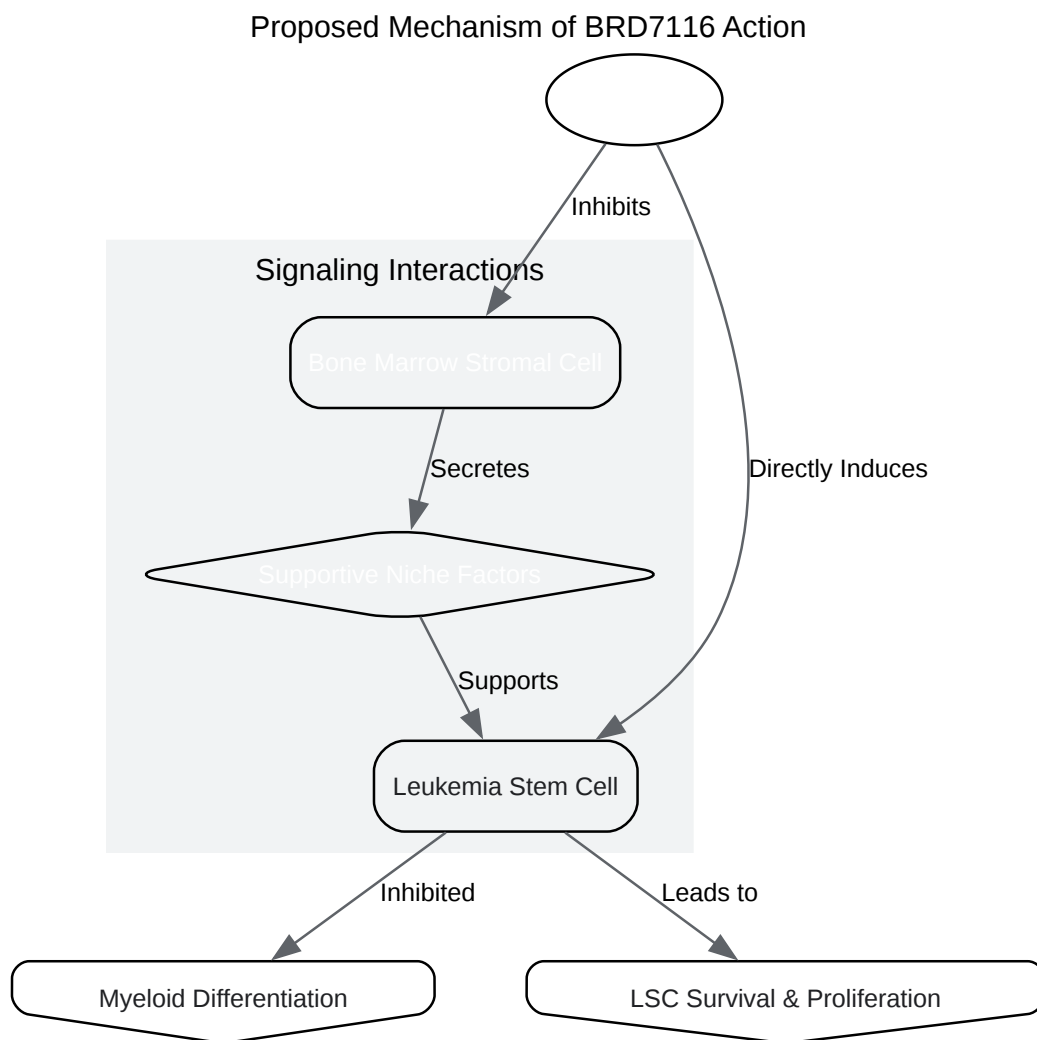 Proposed Mechanism of BRD7116 Action
Inhibits
Signaling Interactions
Bone Marrow Stromal Cell
Secretes
Directly Induces
Supportive Niche Factors
Supports
Leukemia Stem Cell
Inhibited
Leads to
Myeloid Differentiation
LSC Survival & Proliferation